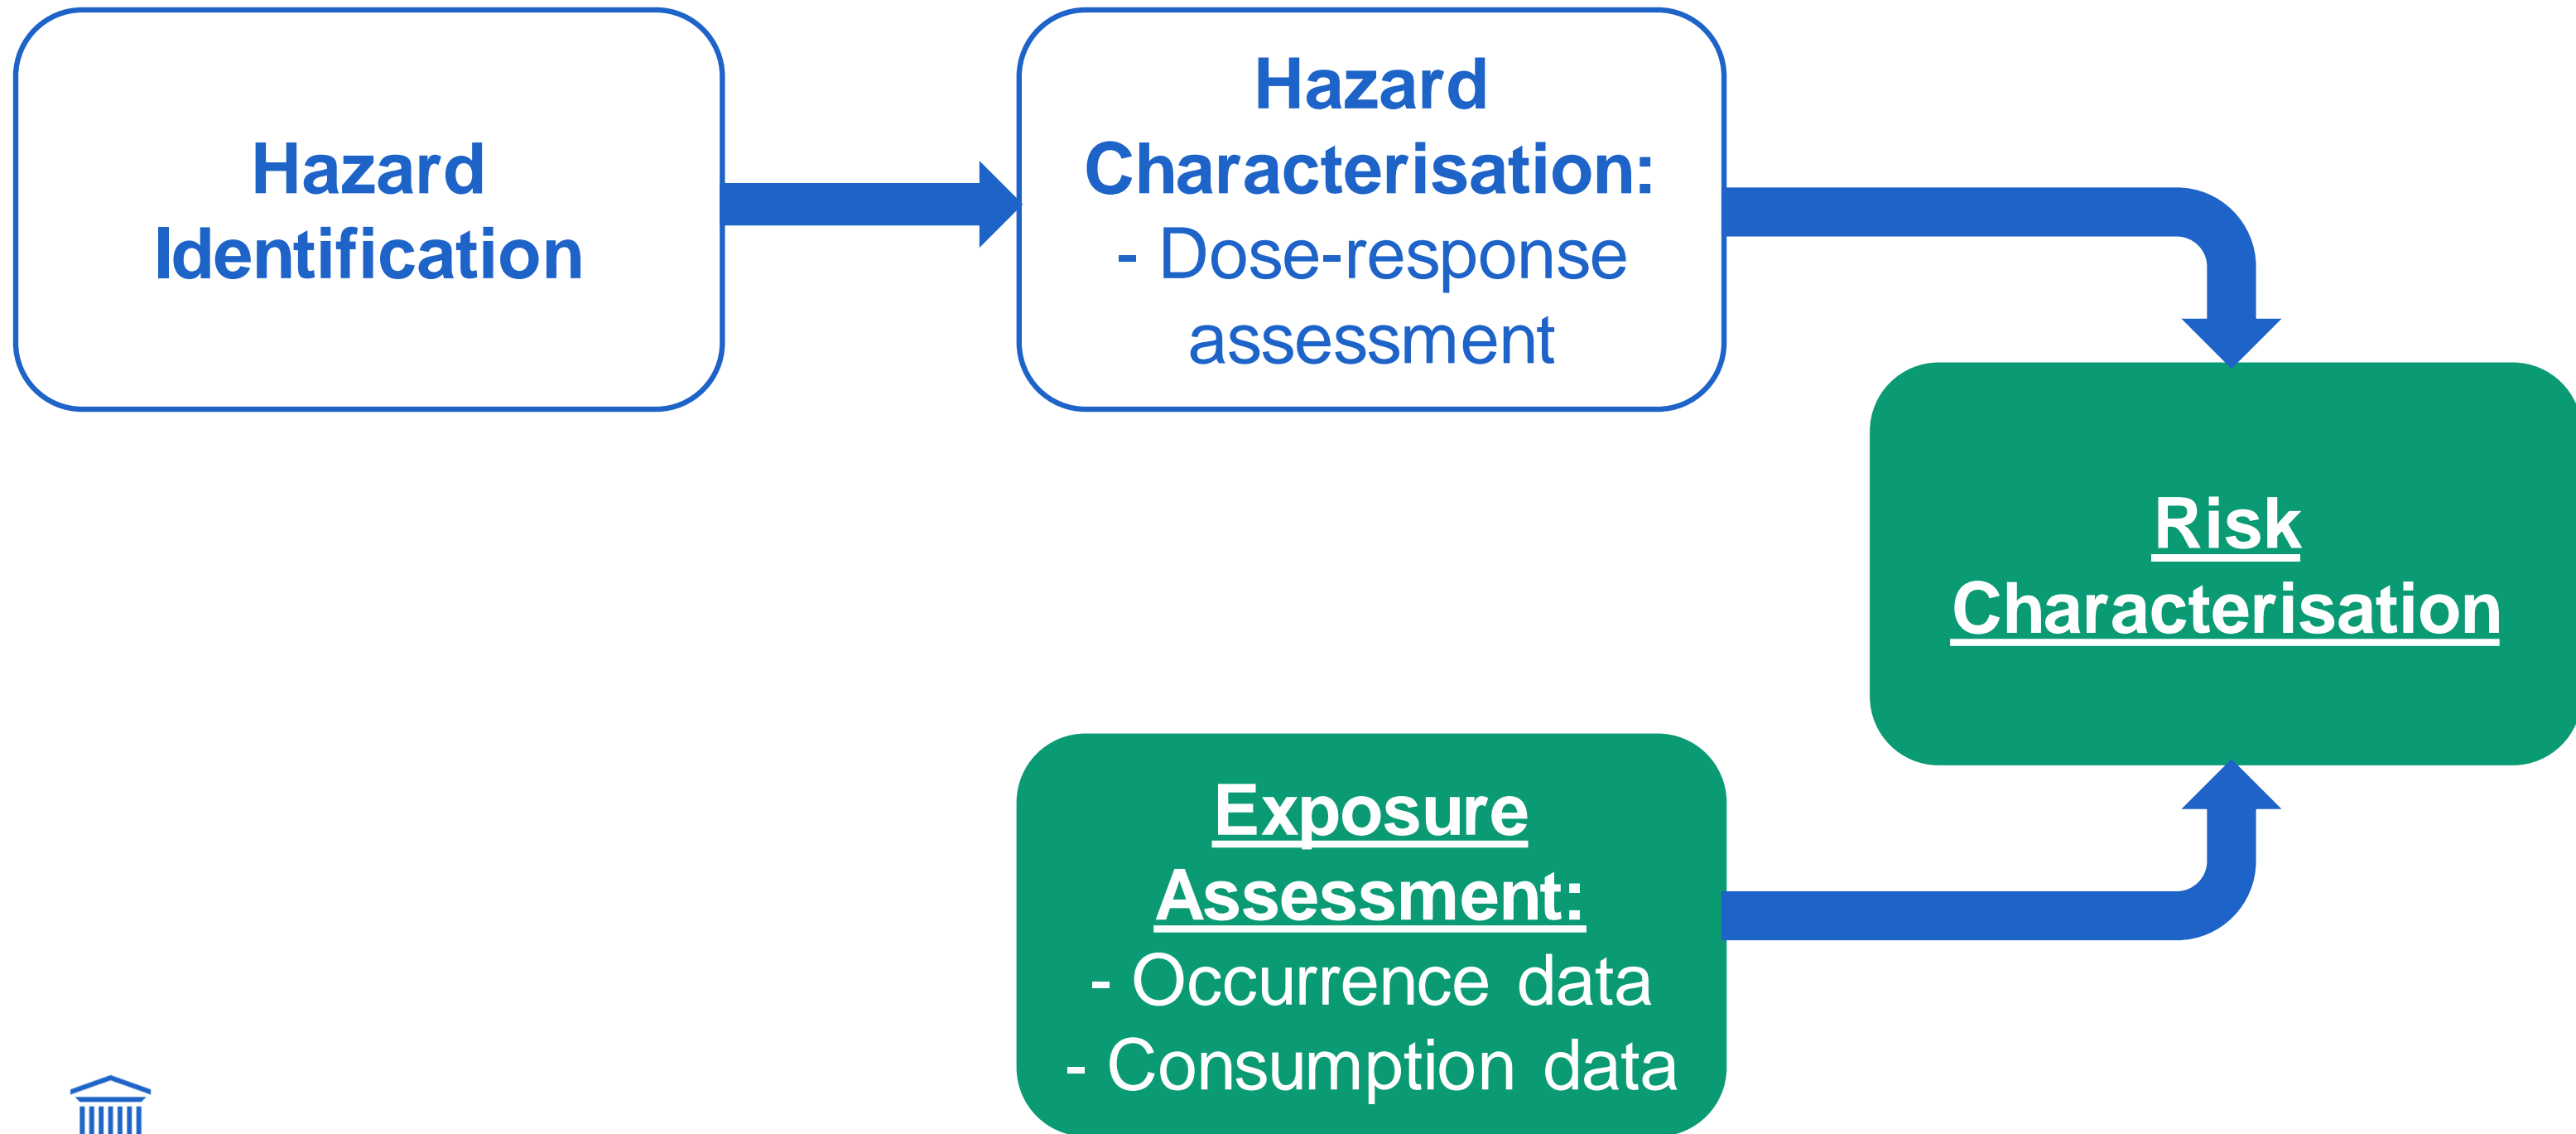 Hazard
Identification
Hazard
Characterisation:
- Dose-response
assessment
Risk
Characterisation
Exposure
Assessment:
- Occurrence data
- Consumption data